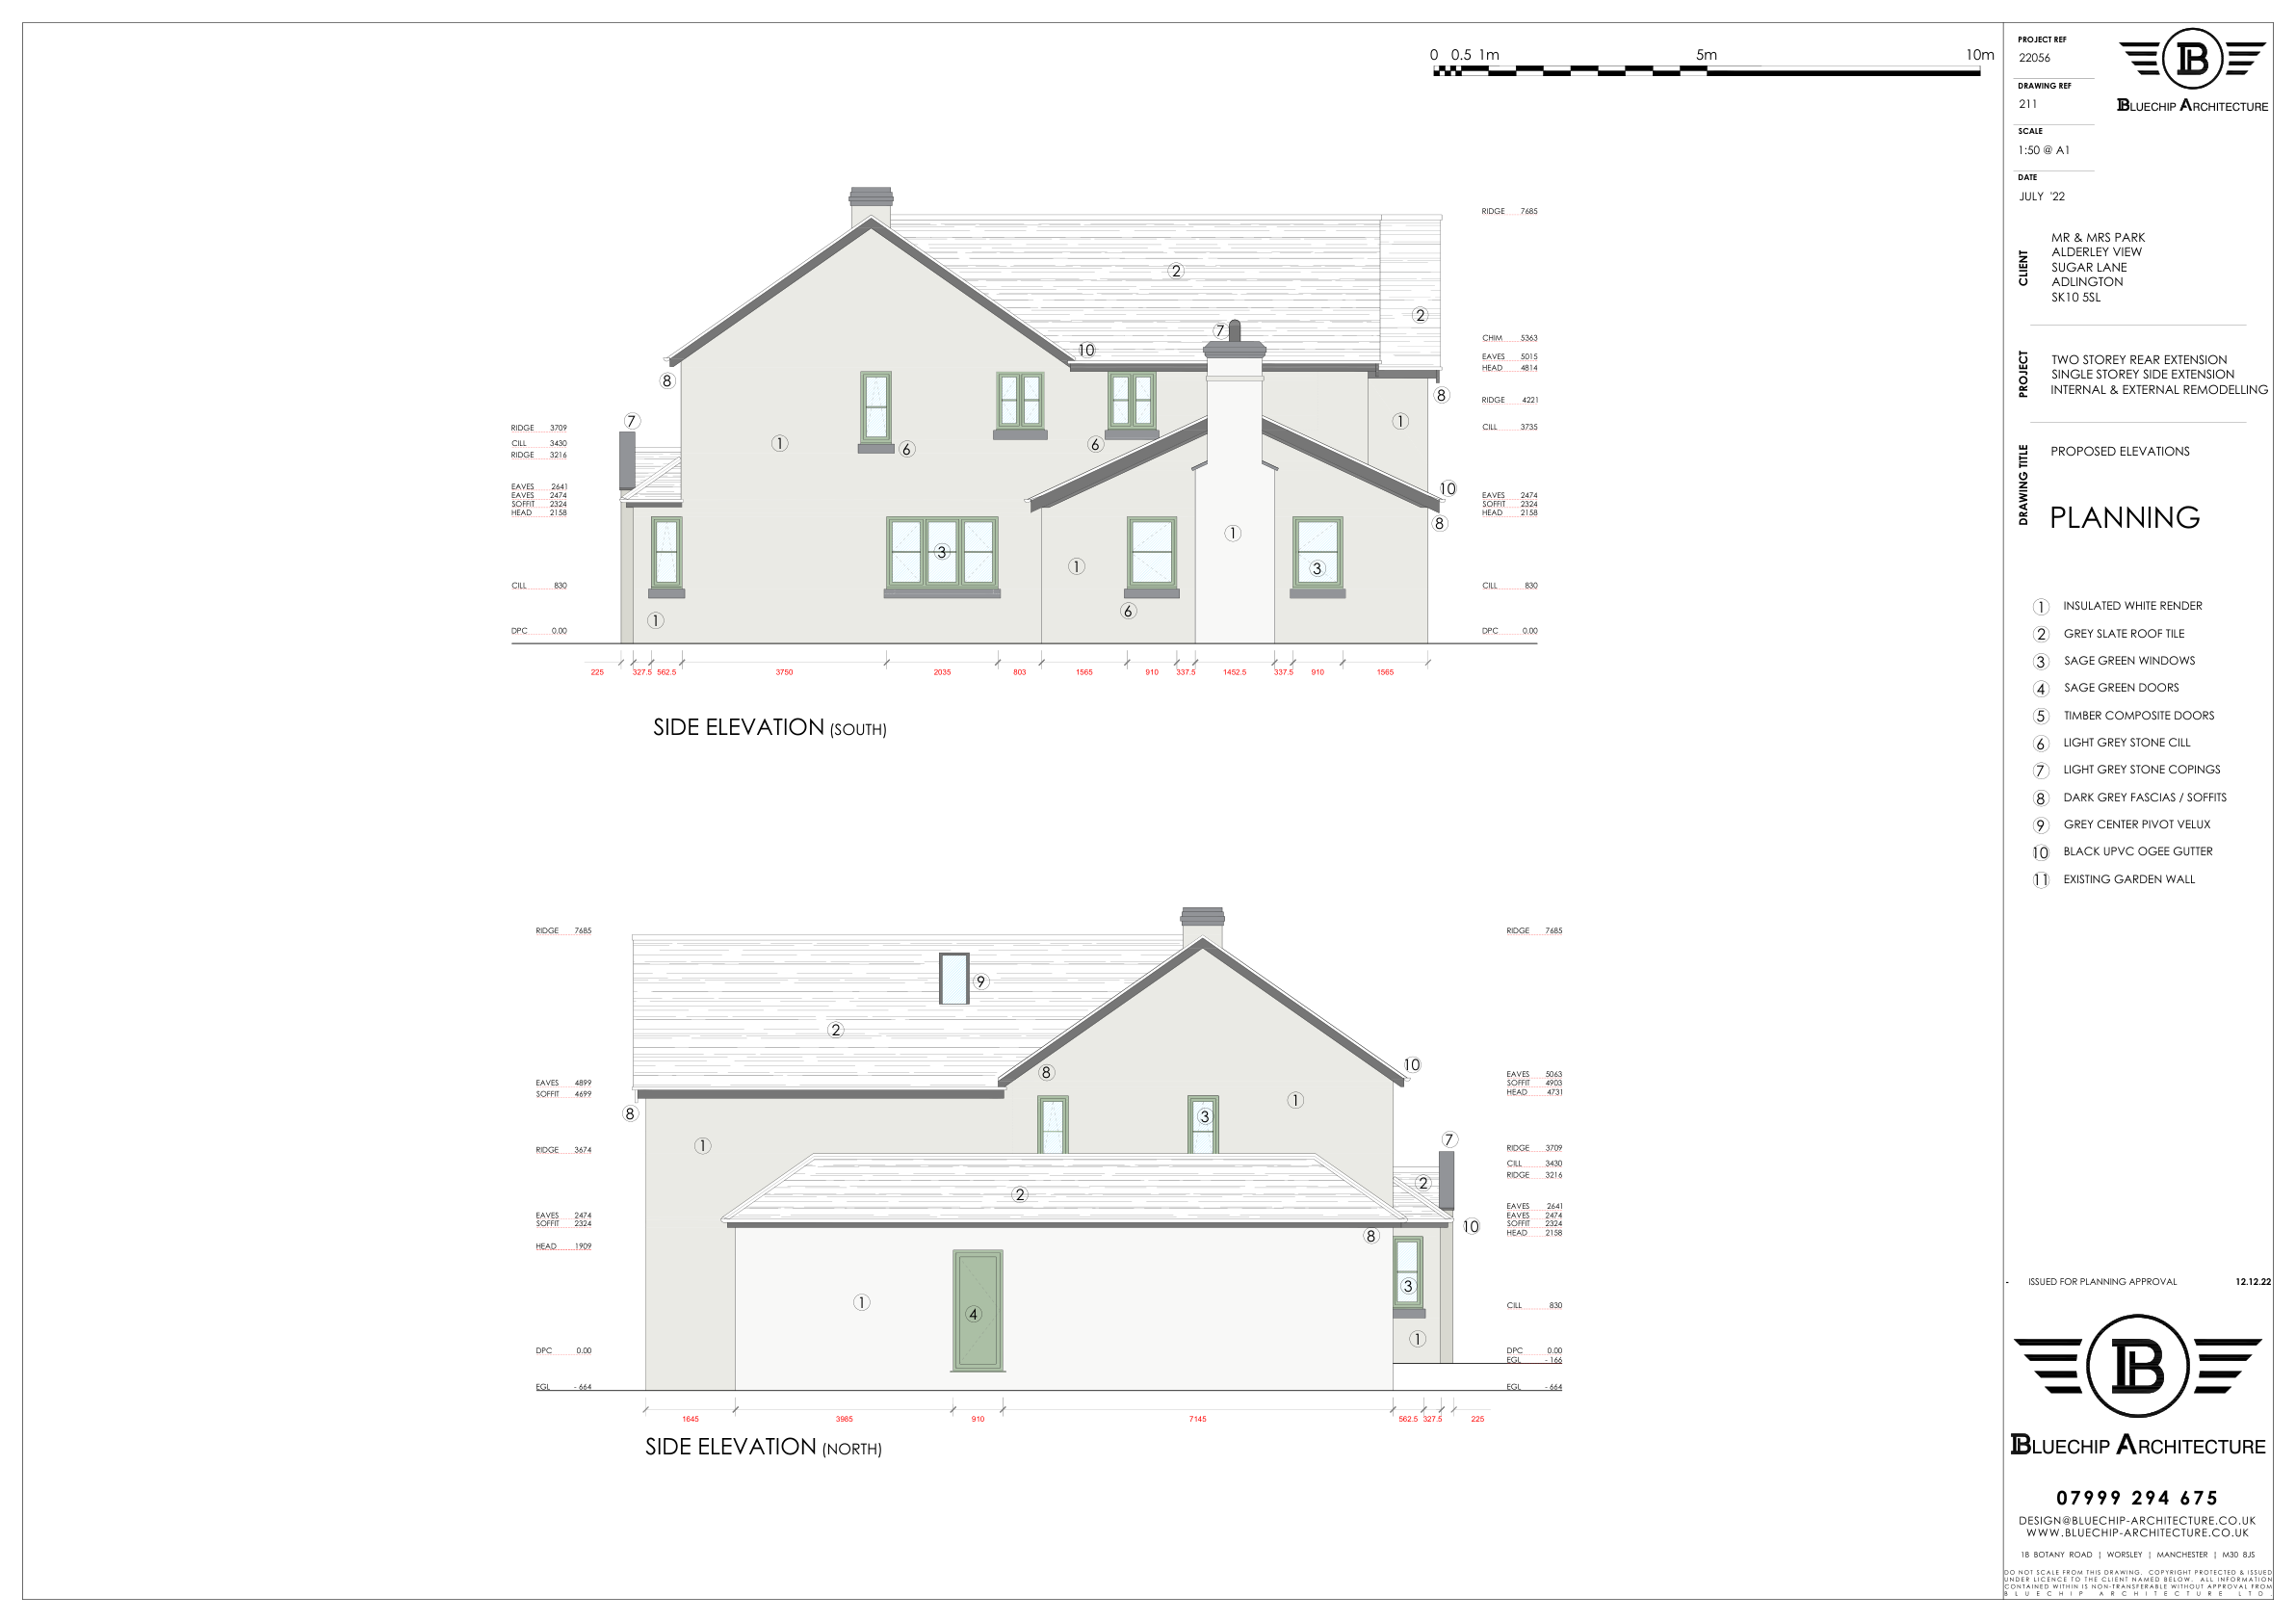 0 0.5 1m 5m 10m
RIDGE 7685
CHIM 5363
EAVES 5015
HEAD 4814
RIDGE 4221
CILL 3735
EAVES 2474
SOFFIT 2324
HEAD 2158
CILL 830
DPC 0.00
RIDGE 3709
CILL 3430
RIDGE 3216
EAVES 2641
EAVES 2474
SOFFIT 2324
HEAD 2158
CILL 830
DPC 0.00
2
2
7
10
8
8
7
1
6
6
1
10
8
3
1
1
3
6
1
225 327.5 562.5 3750 2035 803 1565 910 337.5 1452.5 337.5 910 1565
SIDE ELEVATION (SOUTH)
RIDGE 7685
EAVES 4899
SOFFIT 4699
RIDGE 3674
EAVES 2474
SOFFIT 2324
HEAD 1909
DPC 0.00
EGL - 664
9
2
8
10
8
1
3
1
7
2
2
10
8
3
1
4
1
RIDGE 7685
EAVES 5063
SOFFIT 4903
HEAD 4731
RIDGE 3709
CILL 3430
RIDGE 3216
EAVES 2641
EAVES 2474
SOFFIT 2324
HEAD 2158
CILL 830
DPC 0.00
EGL - 166
EGL - 664
1645 3985 910 7145 562.5 327.5 225
SIDE ELEVATION (NORTH)
PROJECT REF
22056
DRAWING REF
211
SCALE
1:50 @ A1
DATE
JULY '22
B
BLUECHIP ARCHITECTURE
CLIENT
MR & MRS PARK
ALDERLEY VIEW
SUGAR LANE
ADLINGTON
SK10 5SL
PROJECT
TWO STOREY REAR EXTENSION
SINGLE STOREY SIDE EXTENSION
INTERNAL & EXTERNAL REMODELLING
DRAWING TITLE
PROPOSED ELEVATIONS
PLANNING
1 INSULATED WHITE RENDER
2 GREY SLATE ROOF TILE
3 SAGE GREEN WINDOWS
4 SAGE GREEN DOORS
5 TIMBER COMPOSITE DOORS
6 LIGHT GREY STONE CILL
7 LIGHT GREY STONE COPINGS
8 DARK GREY FASCIAS / SOFFITS
9 GREY CENTER PIVOT VELUX
10 BLACK UPVC OGEE GUTTER
11 EXISTING GARDEN WALL
- ISSUED FOR PLANNING APPROVAL 12.12.22
B
BLUECHIP ARCHITECTURE
07999 294 675
DESIGN@BLUECHIP-ARCHITECTURE.CO.UK
WWW.BLUECHIP-ARCHITECTURE.CO.UK
18 BOTANY ROAD | WORSLEY | MANCHESTER | M30 8JS
DO NOT SCALE FROM THIS DRAWING. COPYRIGHT PROTECTED & ISSUED
UNDER LICENCE TO THE CLIENT NAMED BELOW. ALL INFORMATION
CONTAINED WITHIN IS NON-TRANSFERABLE WITHOUT APPROVAL FROM
BLUECHIP ARCHITECTURE LTD.